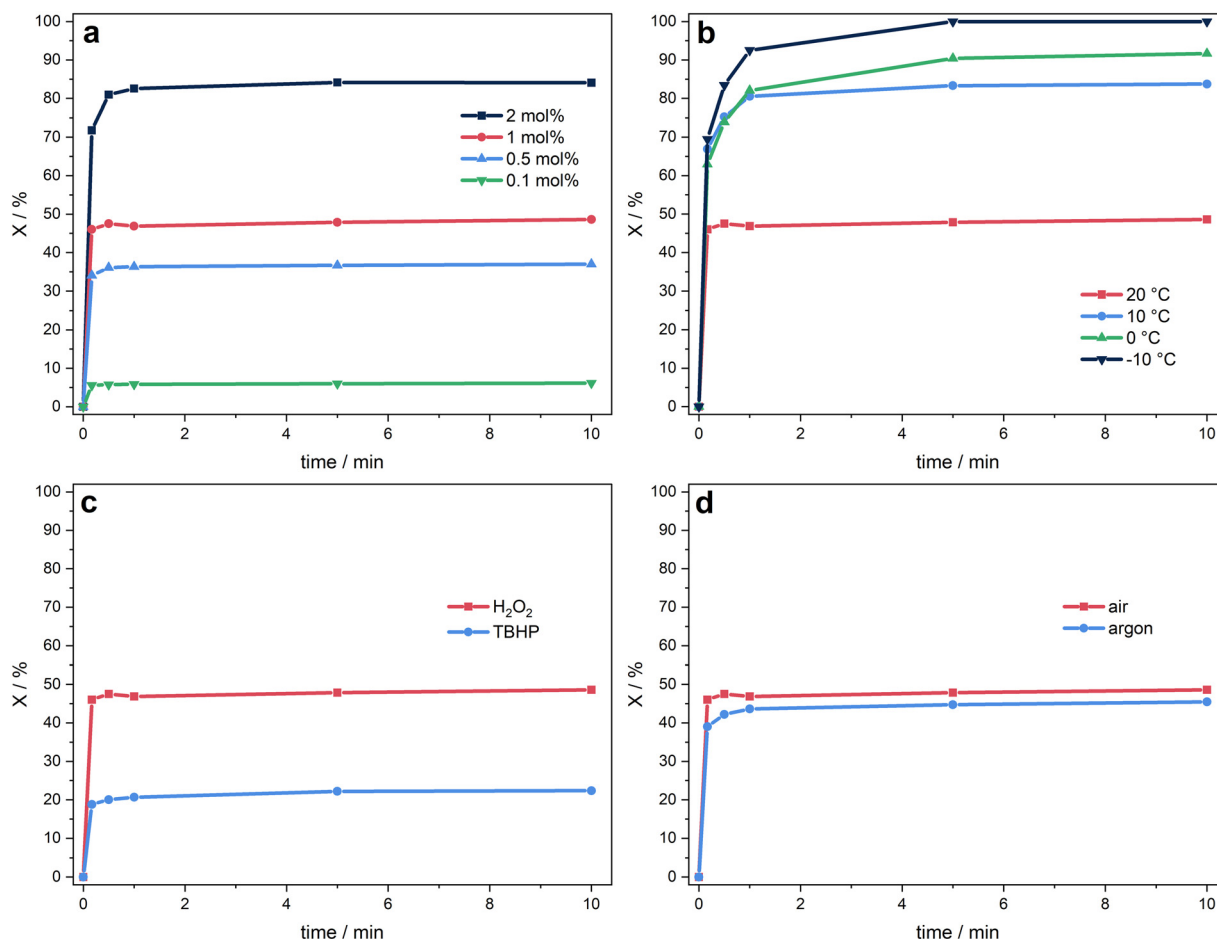 a
100
90
80
70
60
50
40
30
20
10
0
X / %
2 mol%
1 mol%
0.5 mol%
0.1 mol%
0 2 4 6 8 10
time / min
b
100
90
80
70
60
50
40
30
20
10
0
X / %
20 °C
10 °C
0 °C
-10 °C
0 2 4 6 8 10
time / min
c
100
90
80
70
60
50
40
30
20
10
0
X / %
H₂O₂
TBHP
0 2 4 6 8 10
time / min
d
100
90
80
70
60
50
40
30
20
10
0
X / %
air
argon
0 2 4 6 8 10
time / min